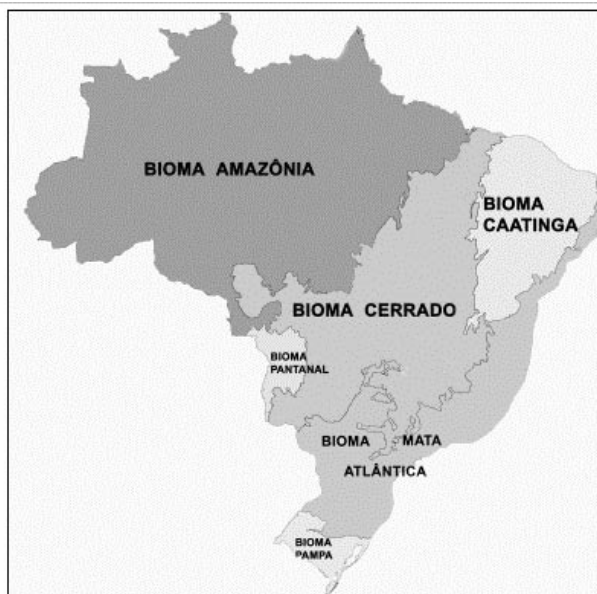 BIOMA AMAZÔNIA
BIOMA
CAATINGA
BIOMA CERRADO
BIOMA
PANTANAL
BIOMA MATA
ATLÂNTICA
BIOMA
PAMPA